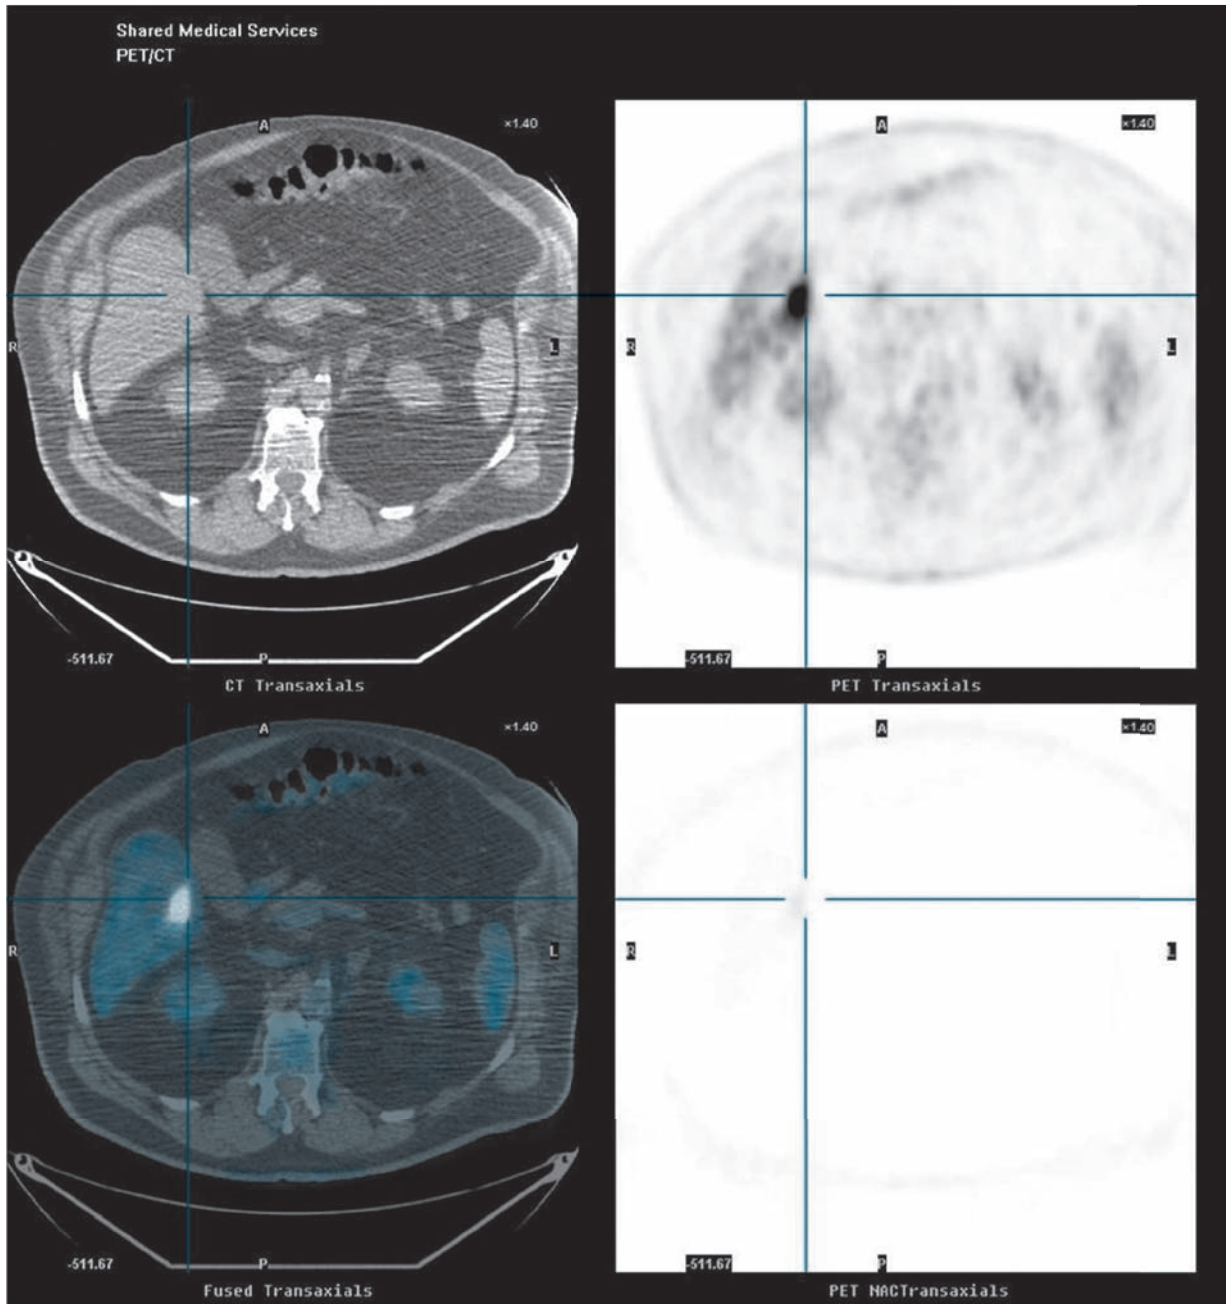 Shared Medical Services
PET/CT
A
×1.40
R
L
-511.67
P
CT Transaxials
A
×1.40
R
L
-511.67
P
PET Transaxials
A
×1.40
R
L
-511.67
P
Fused Transaxials
A
×1.40
R
L
-511.67
P
PET NACTransaxials